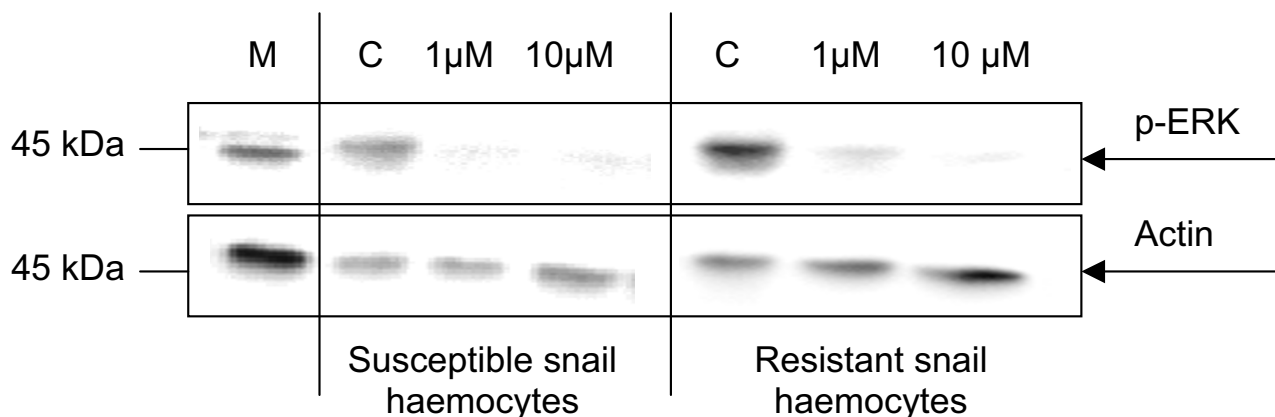 M C 1µM 10µM C 1µM 10 µM
45 kDa p-ERK
45 kDa Actin
Susceptible snail
haemocytes
Resistant snail
haemocytes